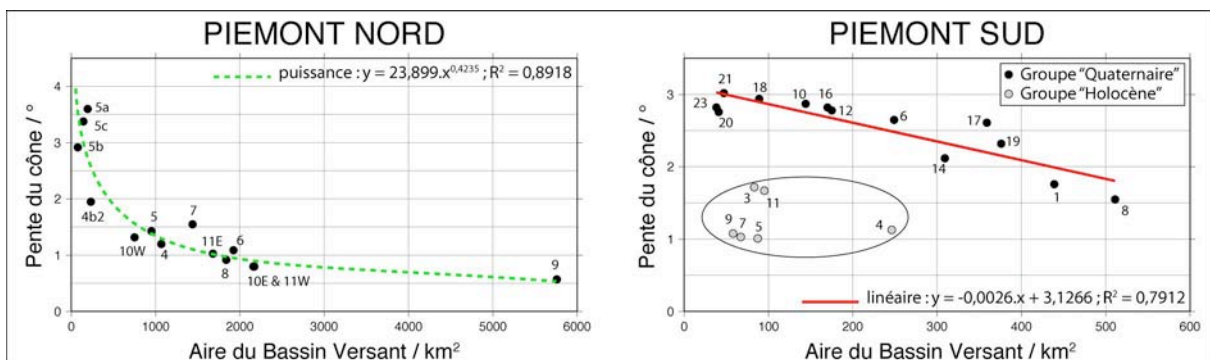 PIEMONT NORD
puissance : y = 23,899.x^0,4235 ; R² = 0,8918
Pente du cône / °
4
3
2
1
0
5a
5c
5b
4b2
10W
5
4
7
11E
8
6
10E & 11W
9
0 1000 2000 3000 4000 5000 6000
Aire du Bassin Versant / km²
PIEMONT SUD
Groupe "Quaternaire"
Groupe "Holocène"
Pente du cône / °
3
2
1
0
21
23
20
18
10
16
12
6
17
19
14
1
8
3
11
9
7
5
4
linéaire : y = -0,0026.x + 3,1266 ; R² = 0,7912
0 100 200 300 400 500 600
Aire du Bassin Versant / km²